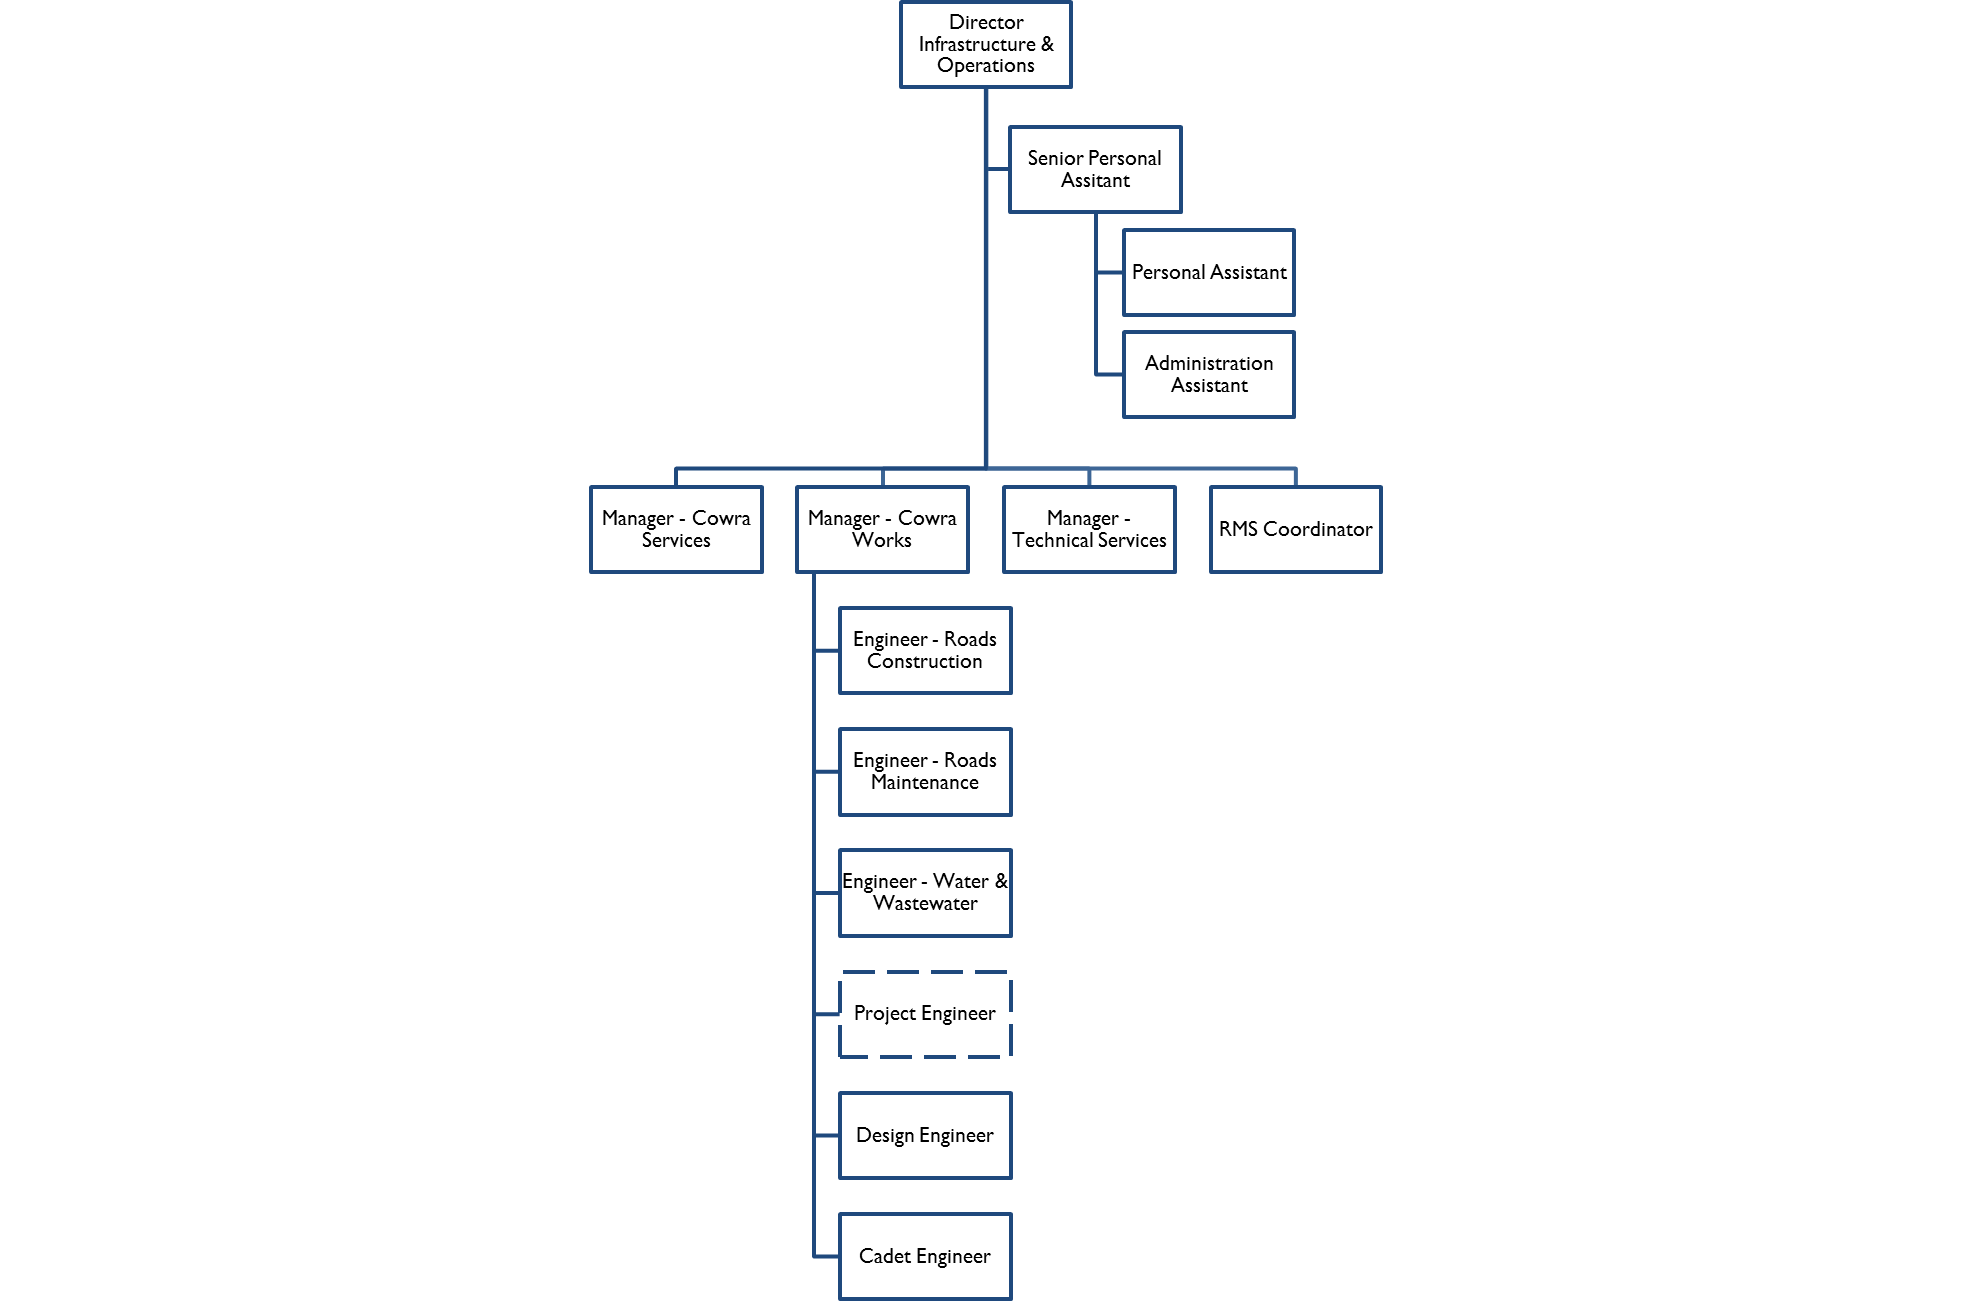 Director
Infrastructure &
Operations
Senior Personal
Assitant
Personal Assistant
Administration
Assistant
Manager - Cowra
Services
Manager - Cowra
Works
Manager -
Technical Services
RMS Coordinator
Engineer - Roads
Construction
Engineer - Roads
Maintenance
Engineer - Water &
Wastewater
Project Engineer
Design Engineer
Cadet Engineer